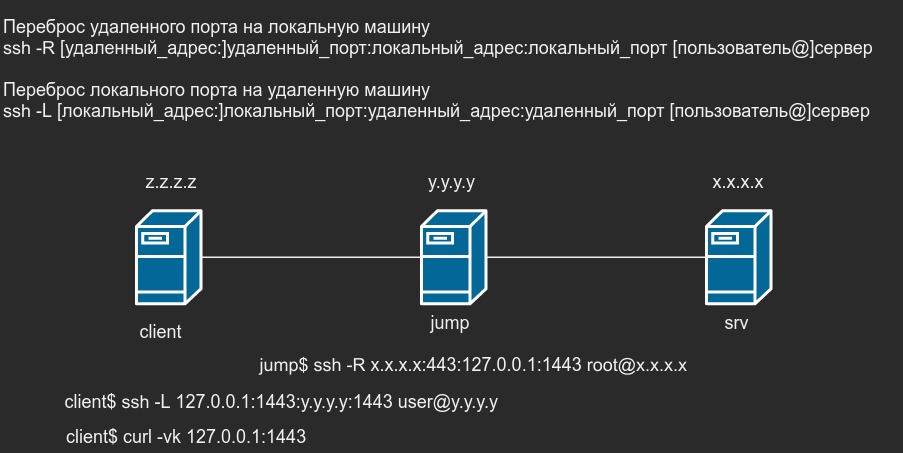 Переброс удаленного порта на локальную машину
ssh -R [удаленный_адрес:]удаленный_порт:локальный_адрес:локальный_порт [пользователь@]сервер
Переброс локального порта на удаленную машину
ssh -L [локальный_адрес:]локальный_порт:удаленный_адрес:удаленный_порт [пользователь@]сервер
z.z.z.z
y.y.y.y
x.x.x.x
client
jump
srv
jump$ ssh -R x.x.x.x:443:127.0.0.1:1443 root@x.x.x.x
client$ ssh -L 127.0.0.1:1443:y.y.y.y:1443 user@y.y.y.y
client$ curl -vk 127.0.0.1:1443